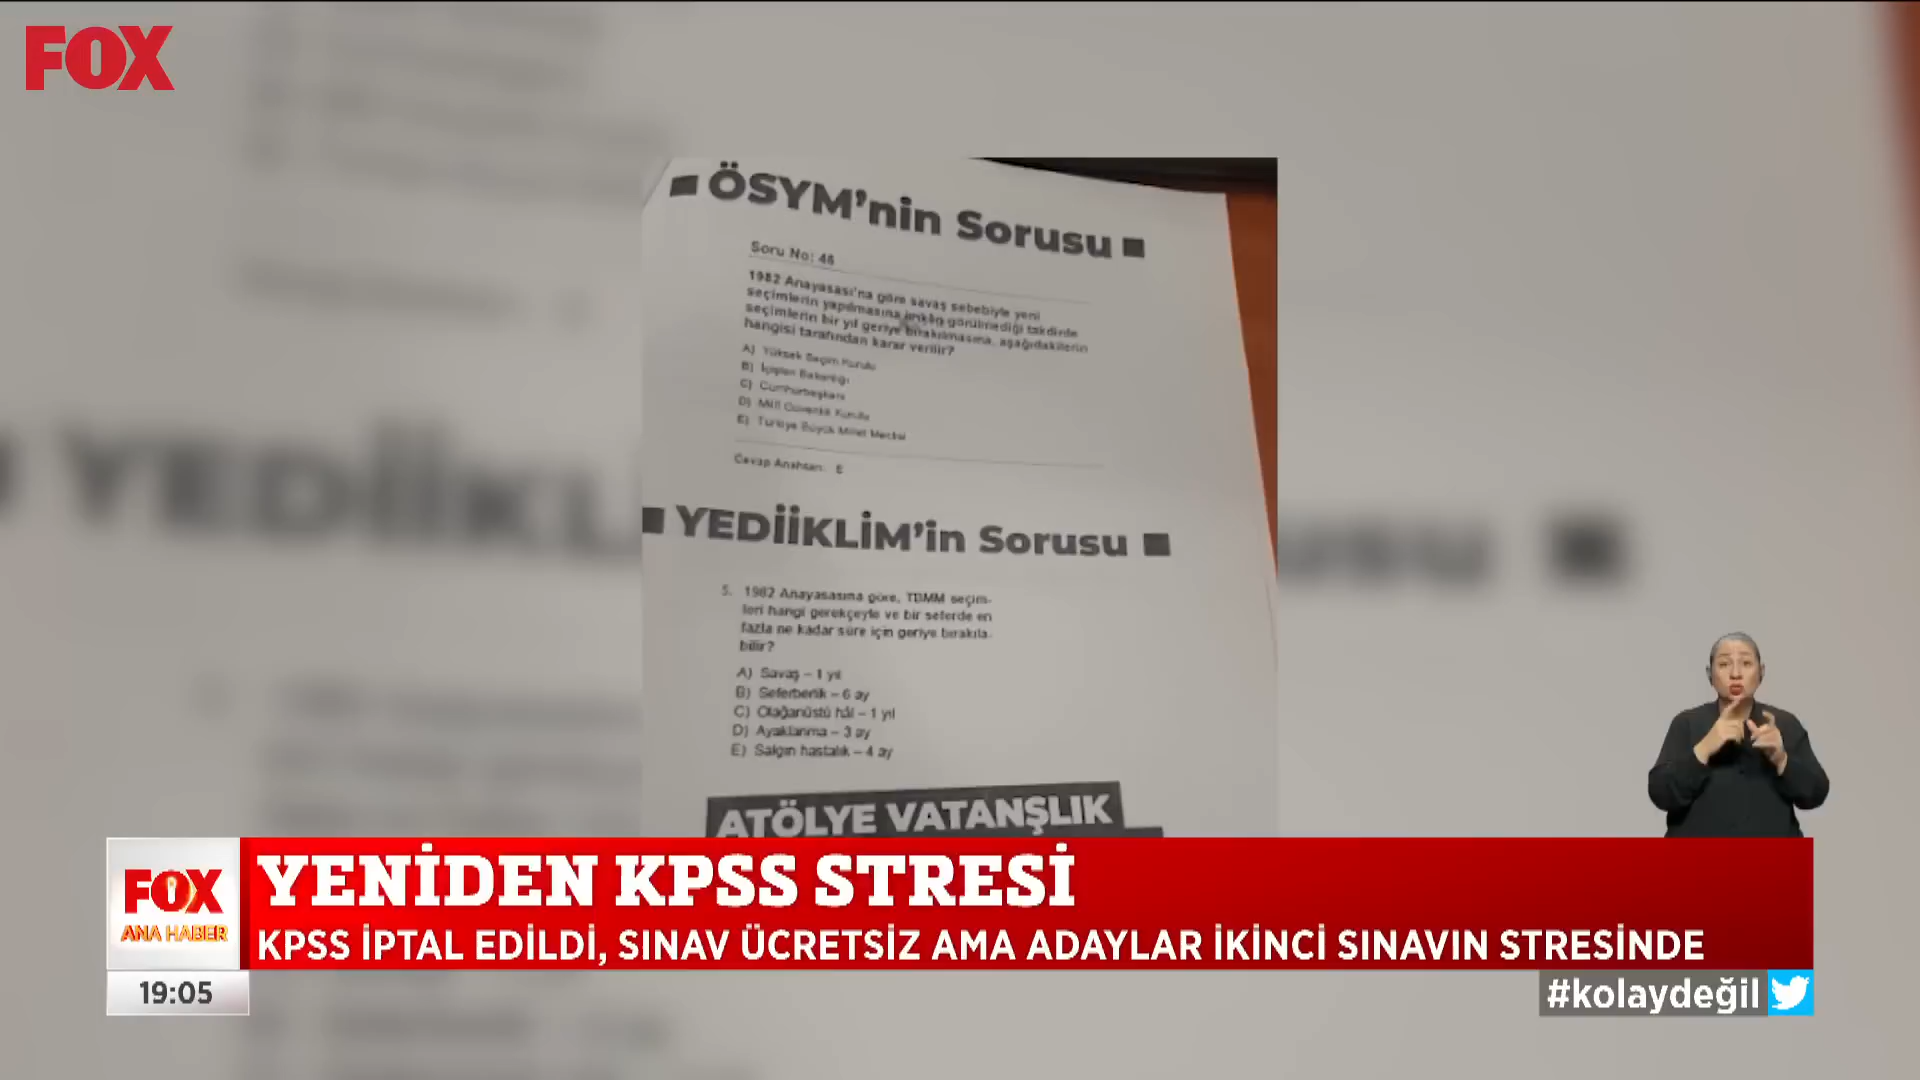 FOX
ÖSYM'nin Sorusu
Soru No: 46
1982 Anayasası'na göre savaş sebebiyle yeni
seçimlerin yapılmasına imkân görülmediği takdirde
seçimlerin bir yıl geriye bırakılmasına, aşağıdakilerin
hangisi tarafından karar verilir?
A) Yüksek Seçim Kurulu
B) İçişleri Bakanlığı
C) Cumhurbaşkanı
D) Millî Güvenlik Kurulu
E) Türkiye Büyük Millet Meclisi
Cevap Anahtarı: E
YEDİİKLİM'in Sorusu
5. 1982 Anayasasına göre, TBMM seçim-
leri hangi gerekçeyle ve bir seferde en
fazla ne kadar süre için geriye bırakıla-
bilir?
A) Savaş – 1 yıl
B) Seferberlik – 6 ay
C) Olağanüstü hâl – 1 yıl
D) Ayaklanma – 3 ay
E) Salgın hastalık – 4 ay
ATÖLYE VATANŞLIK
FOX
ANA HABER
YENİDEN KPSS STRESİ
KPSS İPTAL EDİLDİ, SINAV ÜCRETSİZ AMA ADAYLAR İKİNCİ SINAVIN STRESİNDE
19:05
#kolaydeğil